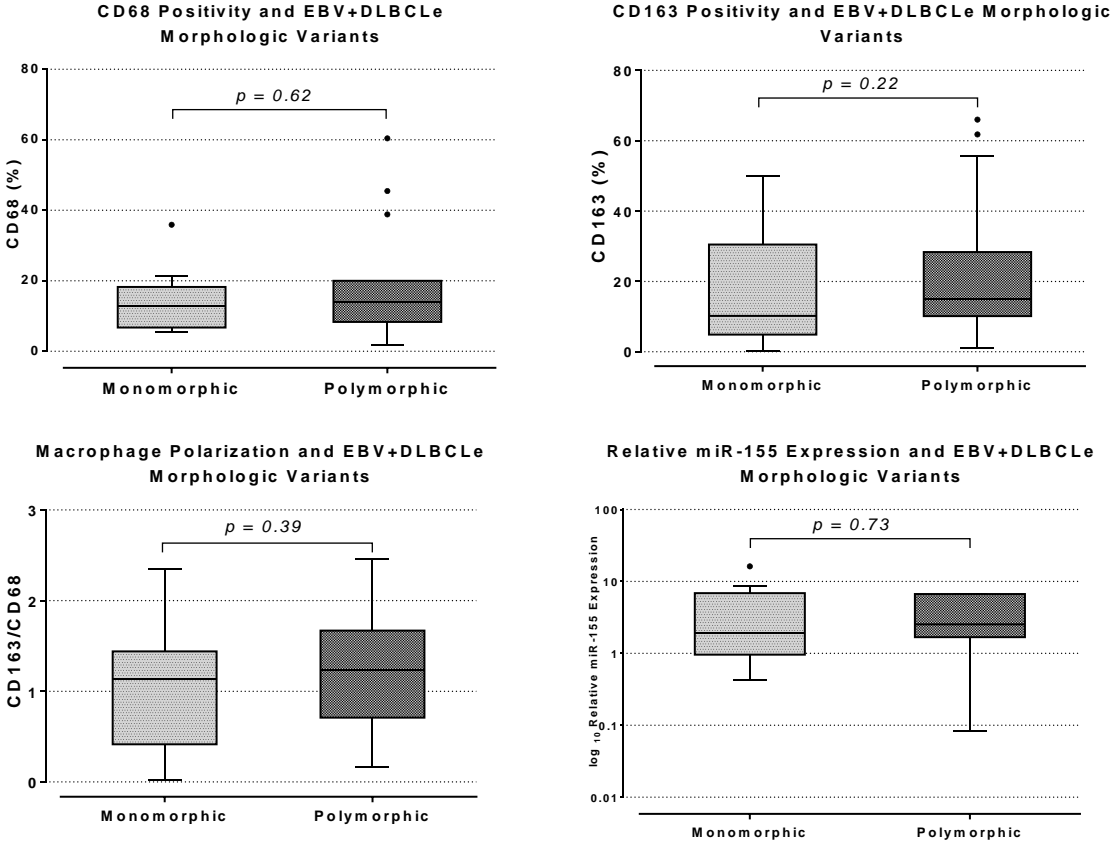 CD68 Positivity and EBV+DLBCLe
Morphologic Variants
80
60
40
20
0
CD68 (%)
p = 0.62
Monomorphic
Polymorphic
CD163 Positivity and EBV+DLBCLe Morphologic
Variants
80
60
40
20
0
CD163 (%)
p = 0.22
Monomorphic
Polymorphic
Macrophage Polarization and EBV+DLBCLe
Morphologic Variants
3
2
1
0
CD163/CD68
p = 0.39
Monomorphic
Polymorphic
Relative miR-155 Expression and EBV+DLBCLe
Morphologic Variants
100
10
1
0.1
0.01
log 10 Relative miR-155 Expression
p = 0.73
Monomorphic
Polymorphic